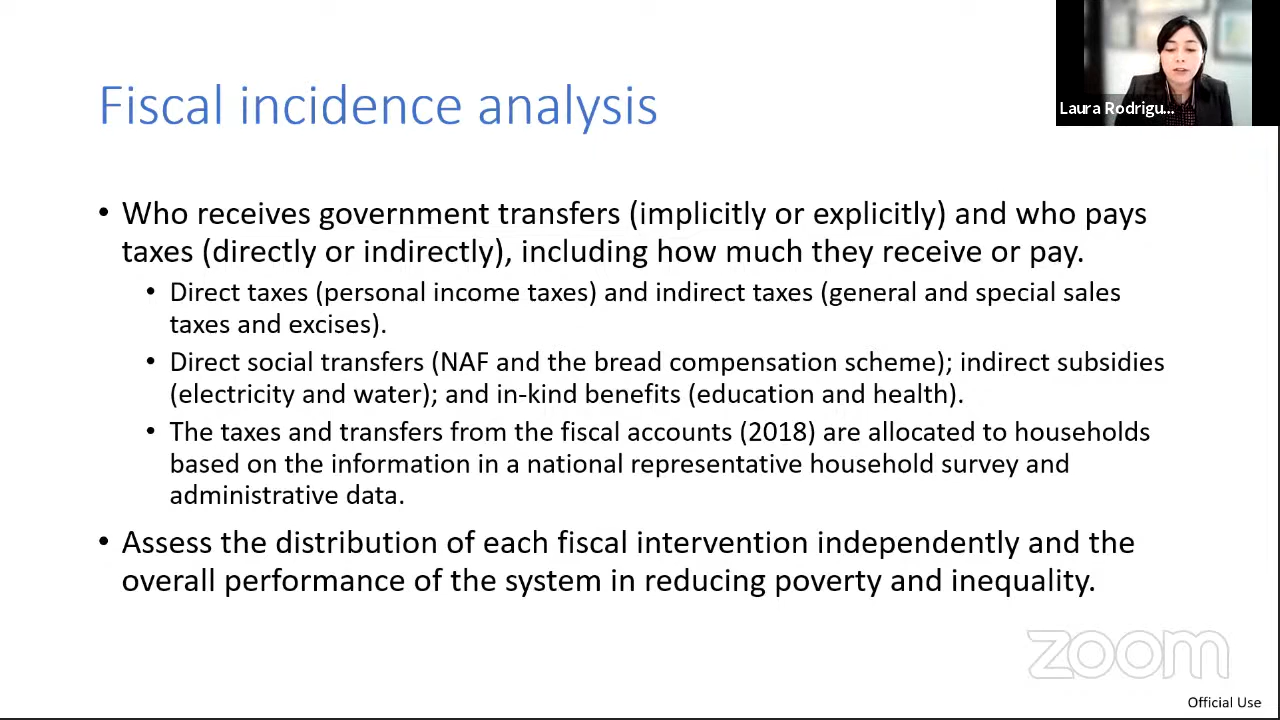 Laura Rodrigu...
Fiscal incidence analysis
• Who receives government transfers (implicitly or explicitly) and who pays
taxes (directly or indirectly), including how much they receive or pay.
• Direct taxes (personal income taxes) and indirect taxes (general and special sales
taxes and excises).
• Direct social transfers (NAF and the bread compensation scheme); indirect subsidies
(electricity and water); and in-kind benefits (education and health).
• The taxes and transfers from the fiscal accounts (2018) are allocated to households
based on the information in a national representative household survey and
administrative data.
• Assess the distribution of each fiscal intervention independently and the
overall performance of the system in reducing poverty and inequality.
zoom
Official Use